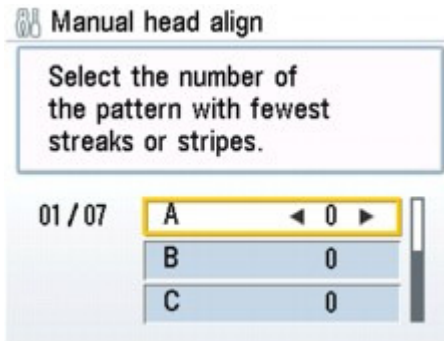 Manual head align
Select the number of
the pattern with fewest
streaks or stripes.
01/07 A ◀ 0 ▶
B 0
C 0